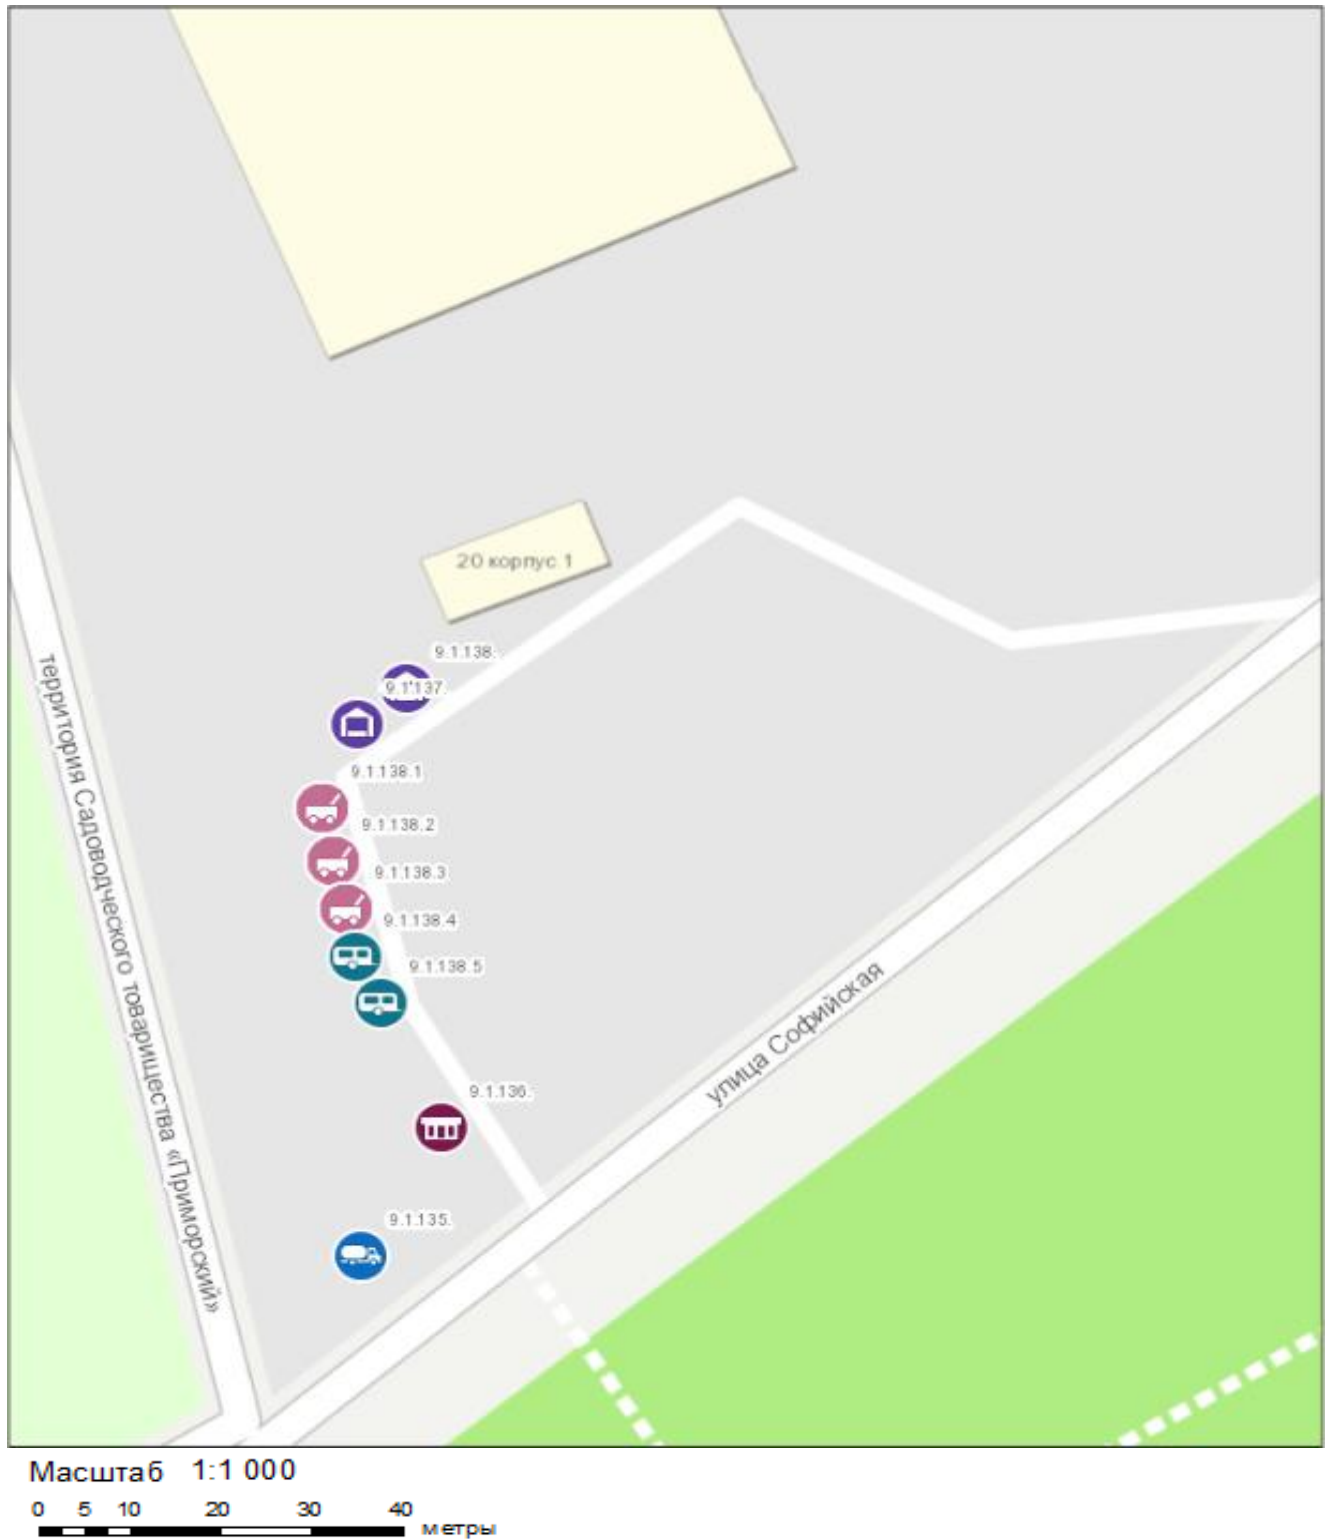 20 корпус 1
9.1.138.
9.1.137.
9.1.138.1
9.1.138.2
9.1.138.3
9.1.138.4
9.1.138.5
9.1.136.
9.1.135.
территория Садоводческого товарищества «Приморский»
улица Софийская
Масштаб 1:1 000
0 5 10 20 30 40
метры